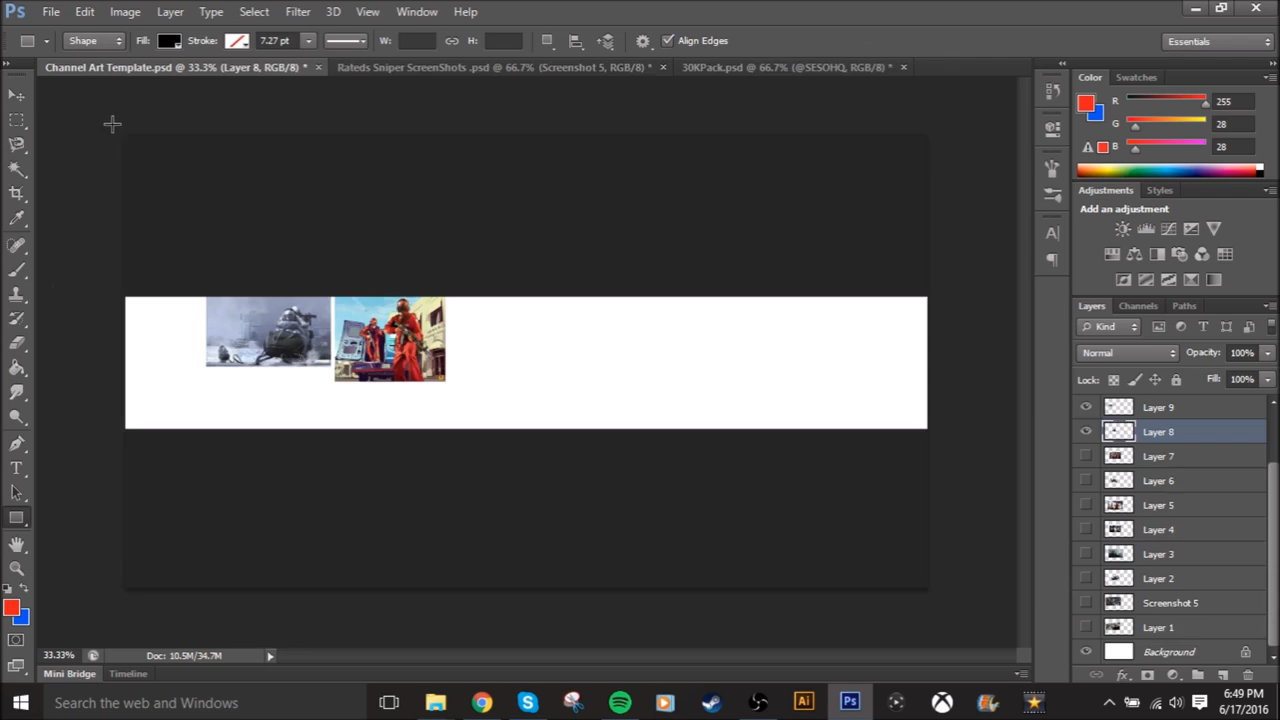 Ps File Edit Image Layer Type Select Filter 3D View Window Help
Shape Fill: Stroke: 7.27 pt W: H: Align Edges Essentials
Channel Art Template.psd @ 33.3% (Layer 8, RGB/8) * × Rateds Sniper ScreenShots .psd @ 66.7% (Screenshot 5, RGB/8) * × 30KPack.psd @ 66.7% (@SESOHQ, RGB/8) * ×
Color Swatches
R 255
G 28
B 28
Adjustments Styles
Add an adjustment
Layers Channels Paths
Kind
Normal Opacity: 100%
Lock: Fill: 100%
Layer 9
Layer 8
Layer 7
Layer 6
Layer 5
Layer 4
Layer 3
Layer 2
Screenshot 5
Layer 1
Background
33.33% Doc: 10.5M/34.7M
Mini Bridge Timeline
Search the web and Windows Ai Ps 6:49 PM
6/17/2016